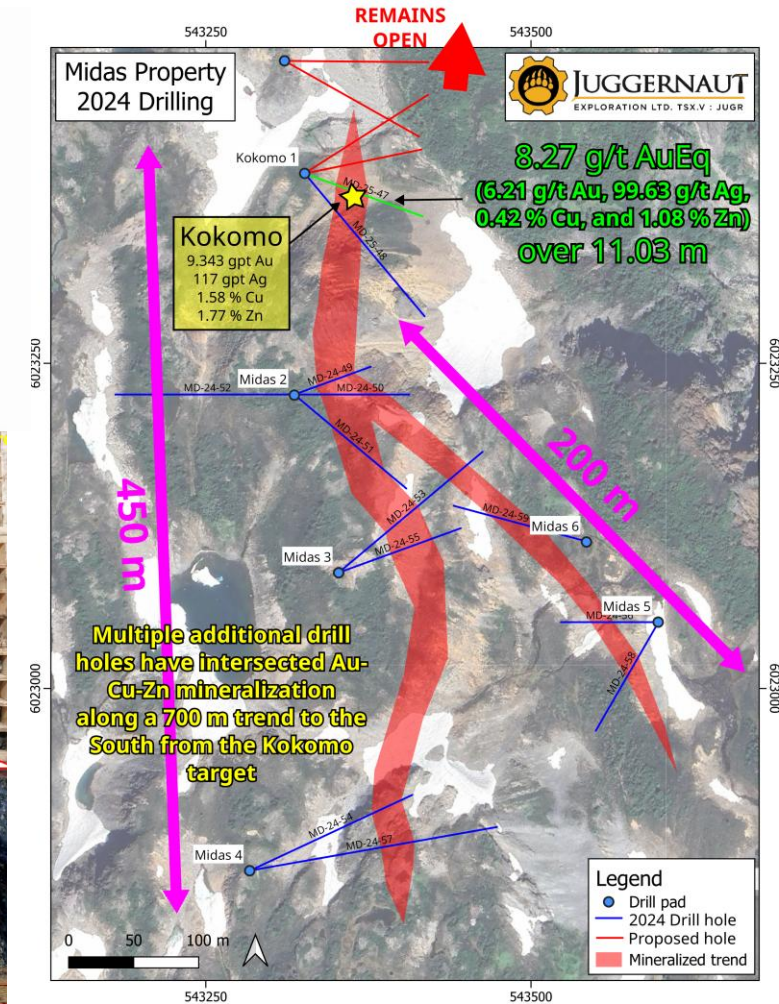 REMAINS
OPEN
543250
543500
Midas Property
2024 Drilling
JUGGERNAUT
EXPLORATION LTD. TSX.V : JUGR
Kokomo 1
MD-25-47
8.27 g/t AuEq
(6.21 g/t Au, 99.63 g/t Ag,
0.42 % Cu, and 1.08 % Zn)
over 11.03 m
Kokomo
9.343 gpt Au
117 gpt Ag
1.58 % Cu
1.77 % Zn
MD-25-48
6023250
6023250
Midas 2
MD-24-49
MD-24-52
MD-24-50
MD-24-51
200 m
450 m
MD-24-53
MD-24-59
Midas 6
MD-24-55
Midas 3
Midas 5
MD-24-56
MD-24-58
Multiple additional drill
holes have intersected Au-
Cu-Zn mineralization
along a 700 m trend to the
South from the Kokomo
target
6023000
6023000
MD-24-54
MD-24-57
Midas 4
Legend
Drill pad
2024 Drill hole
Proposed hole
Mineralized trend
0 50 100 m
543250
543500